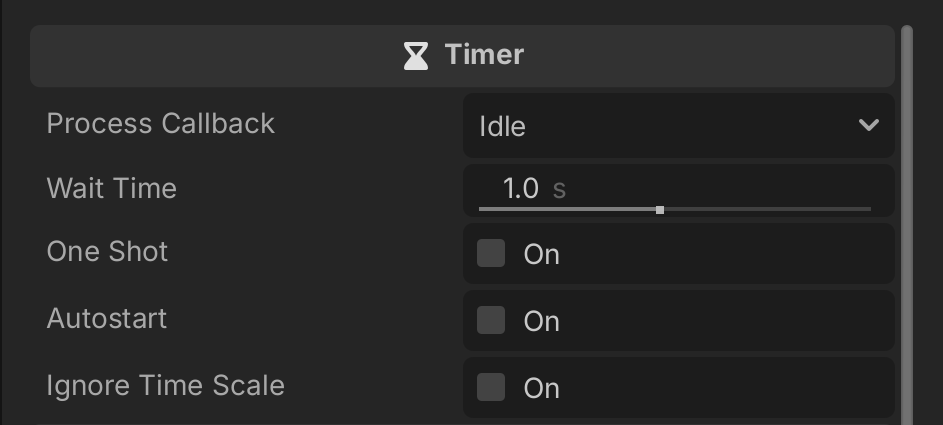 Timer
Process Callback Idle
Wait Time 1.0 s
One Shot On
Autostart On
Ignore Time Scale On